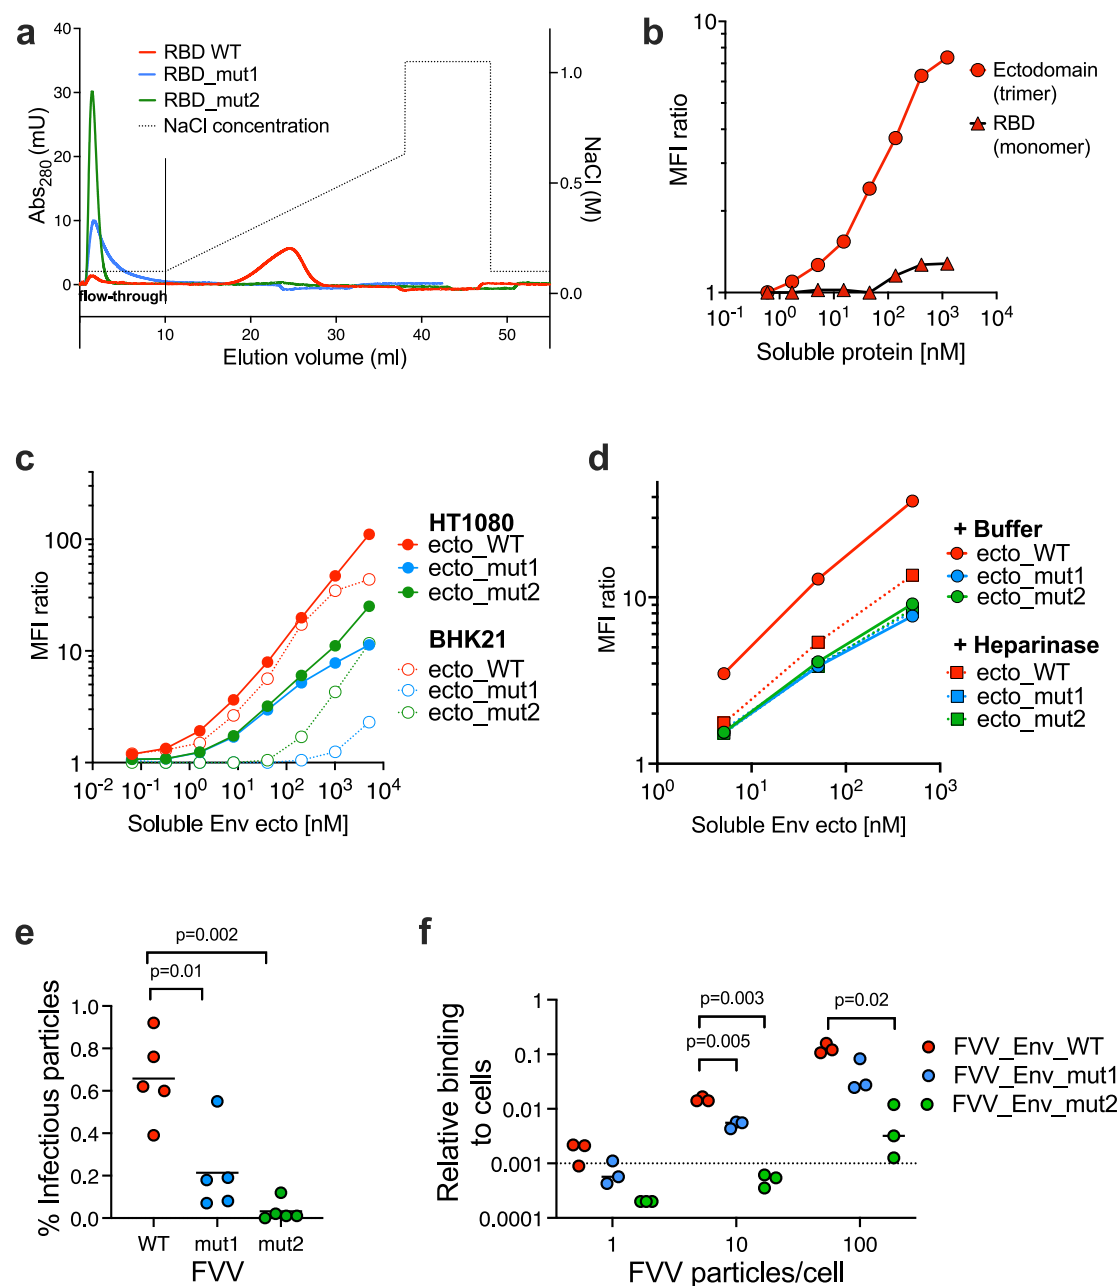 a
40
30
20
10
0
Abs280 (mU)
RBD WT
RBD_mut1
RBD_mut2
NaCl concentration
1.0
0.5
0.0
NaCl (M)
flow-through
0 10 20 30 40 50
Elution volume (ml)
b
10
1
MFI ratio
Ectodomain
(trimer)
RBD
(monomer)
10-1 100 101 102 103 104
Soluble protein [nM]
c
100
10
1
MFI ratio
HT1080
ecto_WT
ecto_mut1
ecto_mut2
BHK21
ecto_WT
ecto_mut1
ecto_mut2
10-2 10-1 100 101 102 103 104
Soluble Env ecto [nM]
d
10
1
MFI ratio
+ Buffer
ecto_WT
ecto_mut1
ecto_mut2
+ Heparinase
ecto_WT
ecto_mut1
ecto_mut2
100 101 102 103
Soluble Env ecto [nM]
e
p=0.002
p=0.01
1.0
0.8
0.6
0.4
0.2
0.0
% Infectious particles
WT mut1 mut2
FVV
f
1
0.1
0.01
0.001
0.0001
Relative binding
to cells
p=0.003
p=0.005
p=0.02
FVV_Env_WT
FVV_Env_mut1
FVV_Env_mut2
1 10 100
FVV particles/cell